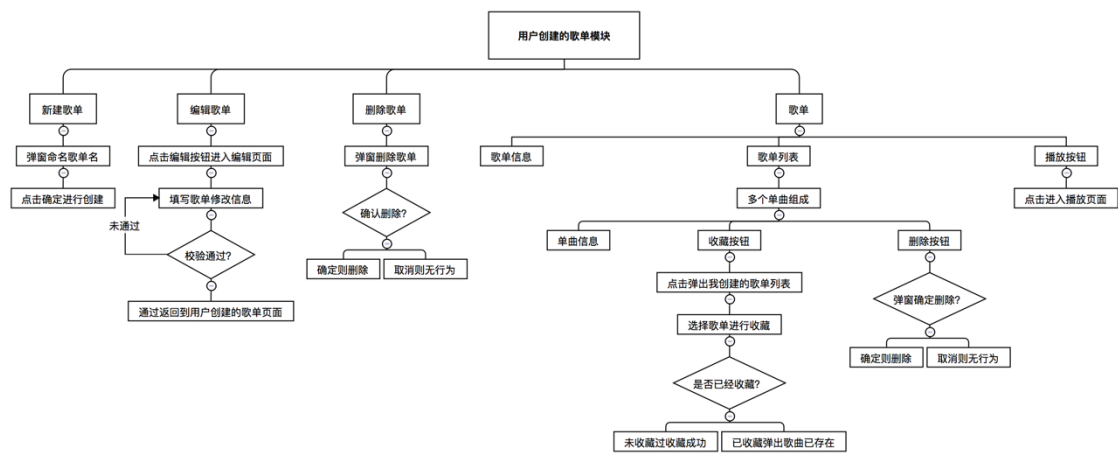 用户创建的歌单模块
新建歌单
编辑歌单
删除歌单
歌单
弹窗命名歌单名
点击编辑按钮进入编辑页面
弹窗删除歌单
歌单信息
歌单列表
播放按钮
点击确定进行创建
填写歌单修改信息
确认删除?
多个单曲组成
点击进入播放页面
未通过
校验通过?
单曲信息
收藏按钮
删除按钮
确定则删除
取消则无行为
点击弹出我创建的歌单列表
弹窗确定删除?
通过返回到用户创建的歌单页面
选择歌单进行收藏
确定则删除
取消则无行为
是否已经收藏?
未收藏过收藏成功
已收藏弹出歌曲已存在